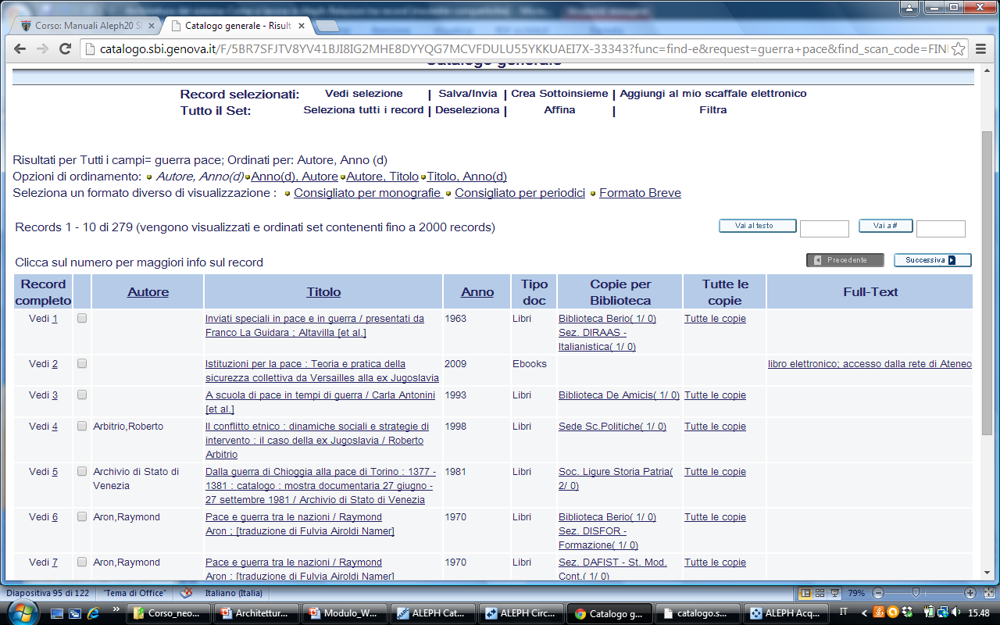 Corso: Manuali Aleph20 S
Catalogo generale - Risult
catalogo.sbi.genova.it/F/5BR7SFJTV8YV41BJI8IG2MHE8DYYQG7MCVFDULU55YKKUAEI7X-33343?func=find-e&request=guerra+pace&find_scan_code=FIN
Catalogo generale
Record selezionati: Vedi selezione | Salva/Invia | Crea Sottoinsieme | Aggiungi al mio scaffale elettronico
Tutto il Set: Seleziona tutti i record | Deseleziona | Affina | Filtra
Risultati per Tutti i campi= guerra pace; Ordinati per: Autore, Anno (d)
Opzioni di ordinamento: Autore, Anno(d) Anno(d), Autore Autore, Titolo Titolo, Anno(d)
Seleziona un formato diverso di visualizzazione : Consigliato per monografie Consigliato per periodici Formato Breve
Records 1 - 10 di 279 (vengono visualizzati e ordinati set contenenti fino a 2000 records) Vai al testo Vai a #
Clicca sul numero per maggiori info sul record Precedente Successiva
Record completo Autore Titolo Anno Tipo doc Copie per Biblioteca Tutte le copie Full-Text
Vedi 1 Inviati speciali in pace e in guerra / presentati da 1963 Libri Biblioteca Berio( 1/ 0) Tutte le copie
Franco La Guidara ; Altavilla [et al.] Sez. DIRAAS -
Italianistica( 1/ 0)
Vedi 2 Istituzioni per la pace : Teoria e pratica della 2009 Ebooks libro elettronico; accesso dalla rete di Ateneo
sicurezza collettiva da Versailles alla ex Jugoslavia
Vedi 3 A scuola di pace in tempi di guerra / Carla Antonini 1993 Libri Biblioteca De Amicis( 1/ 0) Tutte le copie
[et al.]
Vedi 4 Arbitrio,Roberto Il conflitto etnico : dinamiche sociali e strategie di 1998 Libri Sede Sc.Politiche( 1/ 0) Tutte le copie
intervento : il caso della ex Jugoslavia / Roberto
Arbitrio
Vedi 5 Archivio di Stato di Dalla guerra di Chioggia alla pace di Torino : 1377 - 1981 Libri Soc. Ligure Storia Patria( Tutte le copie
Venezia 1381 : catalogo : mostra documentaria 27 giugno - 2/ 0)
27 settembre 1981 / Archivio di Stato di Venezia
Vedi 6 Aron,Raymond Pace e guerra tra le nazioni / Raymond 1970 Libri Biblioteca Berio( 1/ 0) Tutte le copie
Aron ; [traduzione di Fulvia Airoldi Namer] Sez. DISFOR -
Formazione( 1/ 0)
Vedi 7 Aron,Raymond Pace e guerra tra le nazioni / Raymond 1970 Libri Sez. DAFIST - St. Mod. Tutte le copie
Aron ; [traduzione di Fulvia Airoldi Namer] Cont.( 1/ 0)
Diapositiva 95 di 122 "Tema di Office" Italiano (Italia) 79%
Corso_neo... Architettur... Modulo_W... ALEPH Cat... ALEPH Circ... Catalogo g... catalogo.s... ALEPH Acq... IT 15.48